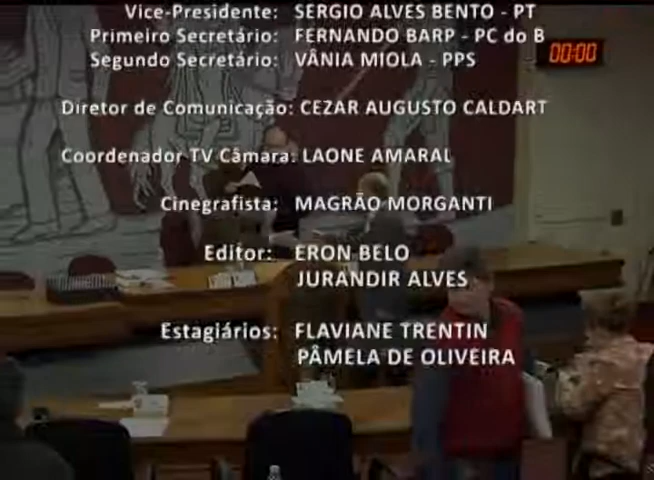 Vice-Presidente: SERGIO ALVES BENTO - PT
Primeiro Secretário: FERNANDO BARP - PC do B
Segundo Secretário: VÂNIA MIOLA - PPS
Diretor de Comunicação: CEZAR AUGUSTO CALDART
Coordenador TV Câmara: LAONE AMARAL
Cinegrafista: MAGRÃO MORGANTI
Editor: ERON BELO
JURANDIR ALVES
Estagiários: FLAVIANE TRENTIN
PÂMELA DE OLIVEIRA
00:00